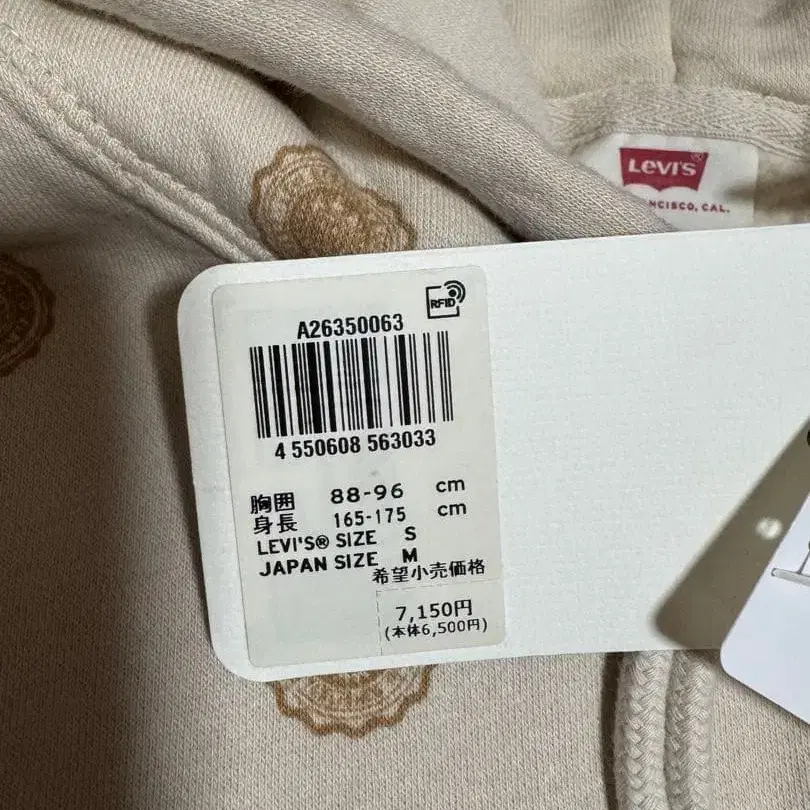 LEVI'S®
NCISCO, CAL.
RFID
A26350063
4 550608 563033
胸囲 88-96 cm
身長 165-175 cm
LEVI'S® SIZE S
JAPAN SIZE M
希望小売価格
7,150円
(本体6,500円)